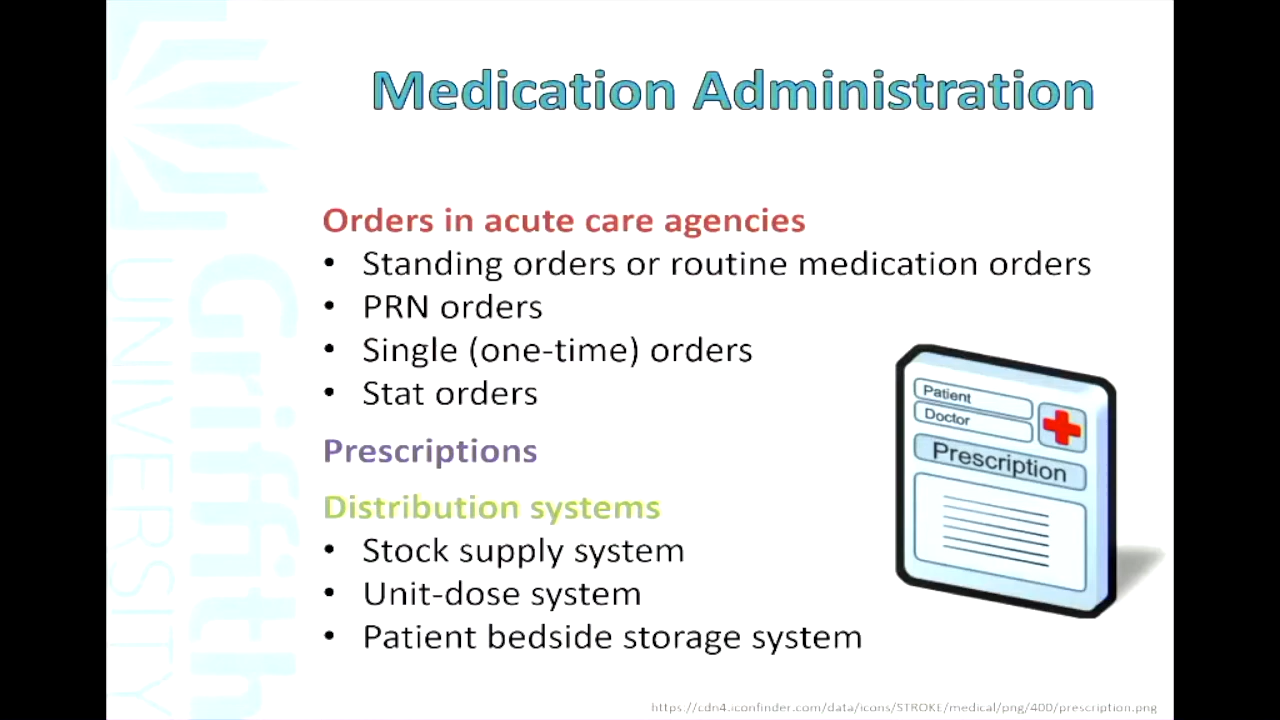 Medication Administration
Orders in acute care agencies
• Standing orders or routine medication orders
• PRN orders
• Single (one-time) orders
• Stat orders
Prescriptions
Distribution systems
• Stock supply system
• Unit-dose system
• Patient bedside storage system
Patient
Doctor
Prescription
https://cdn4.iconfinder.com/data/icons/STROKE/medical/png/400/prescription.png
Griffith
UNIVERSITY